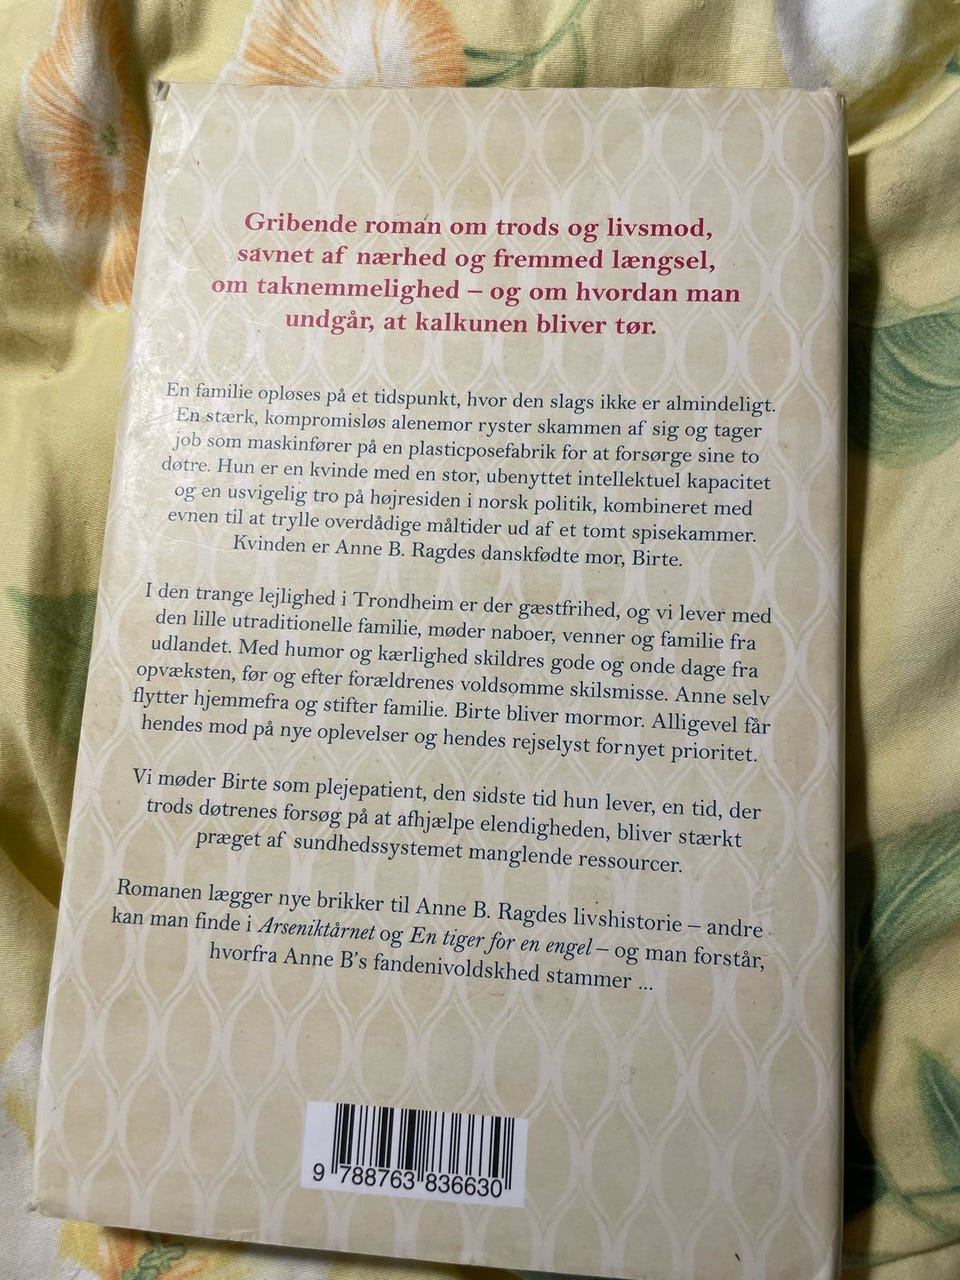 Gribende roman om trods og livsmod,
savnet af nærhed og fremmed længsel,
om taknemmelighed – og om hvordan man
undgår, at kalkunen bliver tør.
En familie opløses på et tidspunkt, hvor den slags ikke er almindeligt.
En stærk, kompromisløs alenemor ryster skammen af sig og tager
job som maskinfører på en plasticposefabrik for at forsørge sine to
døtre. Hun er en kvinde med en stor, ubenyttet intellektuel kapacitet
og en usvigelig tro på højresiden i norsk politik, kombineret med
evnen til at trylle overdådige måltider ud af et tomt spisekammer.
Kvinden er Anne B. Ragdes danskfødte mor, Birte.
I den trange lejlighed i Trondheim er der gæstfrihed, og vi lever med
den lille utraditionelle familie, møder naboer, venner og familie fra
udlandet. Med humor og kærlighed skildres gode og onde dage fra
opvæksten, før og efter forældrenes voldsomme skilsmisse. Anne selv
flytter hjemmefra og stifter familie. Birte bliver mormor. Alligevel får
hendes mod på nye oplevelser og hendes rejselyst fornyet prioritet.
Vi møder Birte som plejepatient, den sidste tid hun lever, en tid, der
trods døtrenes forsøg på at afhjælpe elendigheden, bliver stærkt
præget af sundhedssystemet manglende ressourcer.
Romanen lægger nye brikker til Anne B. Ragdes livshistorie – andre
kan man finde i Arseniktårnet og En tiger for en engel – og man forstår,
hvorfra Anne B's fandenivoldskhed stammer ...
9 788763 836630